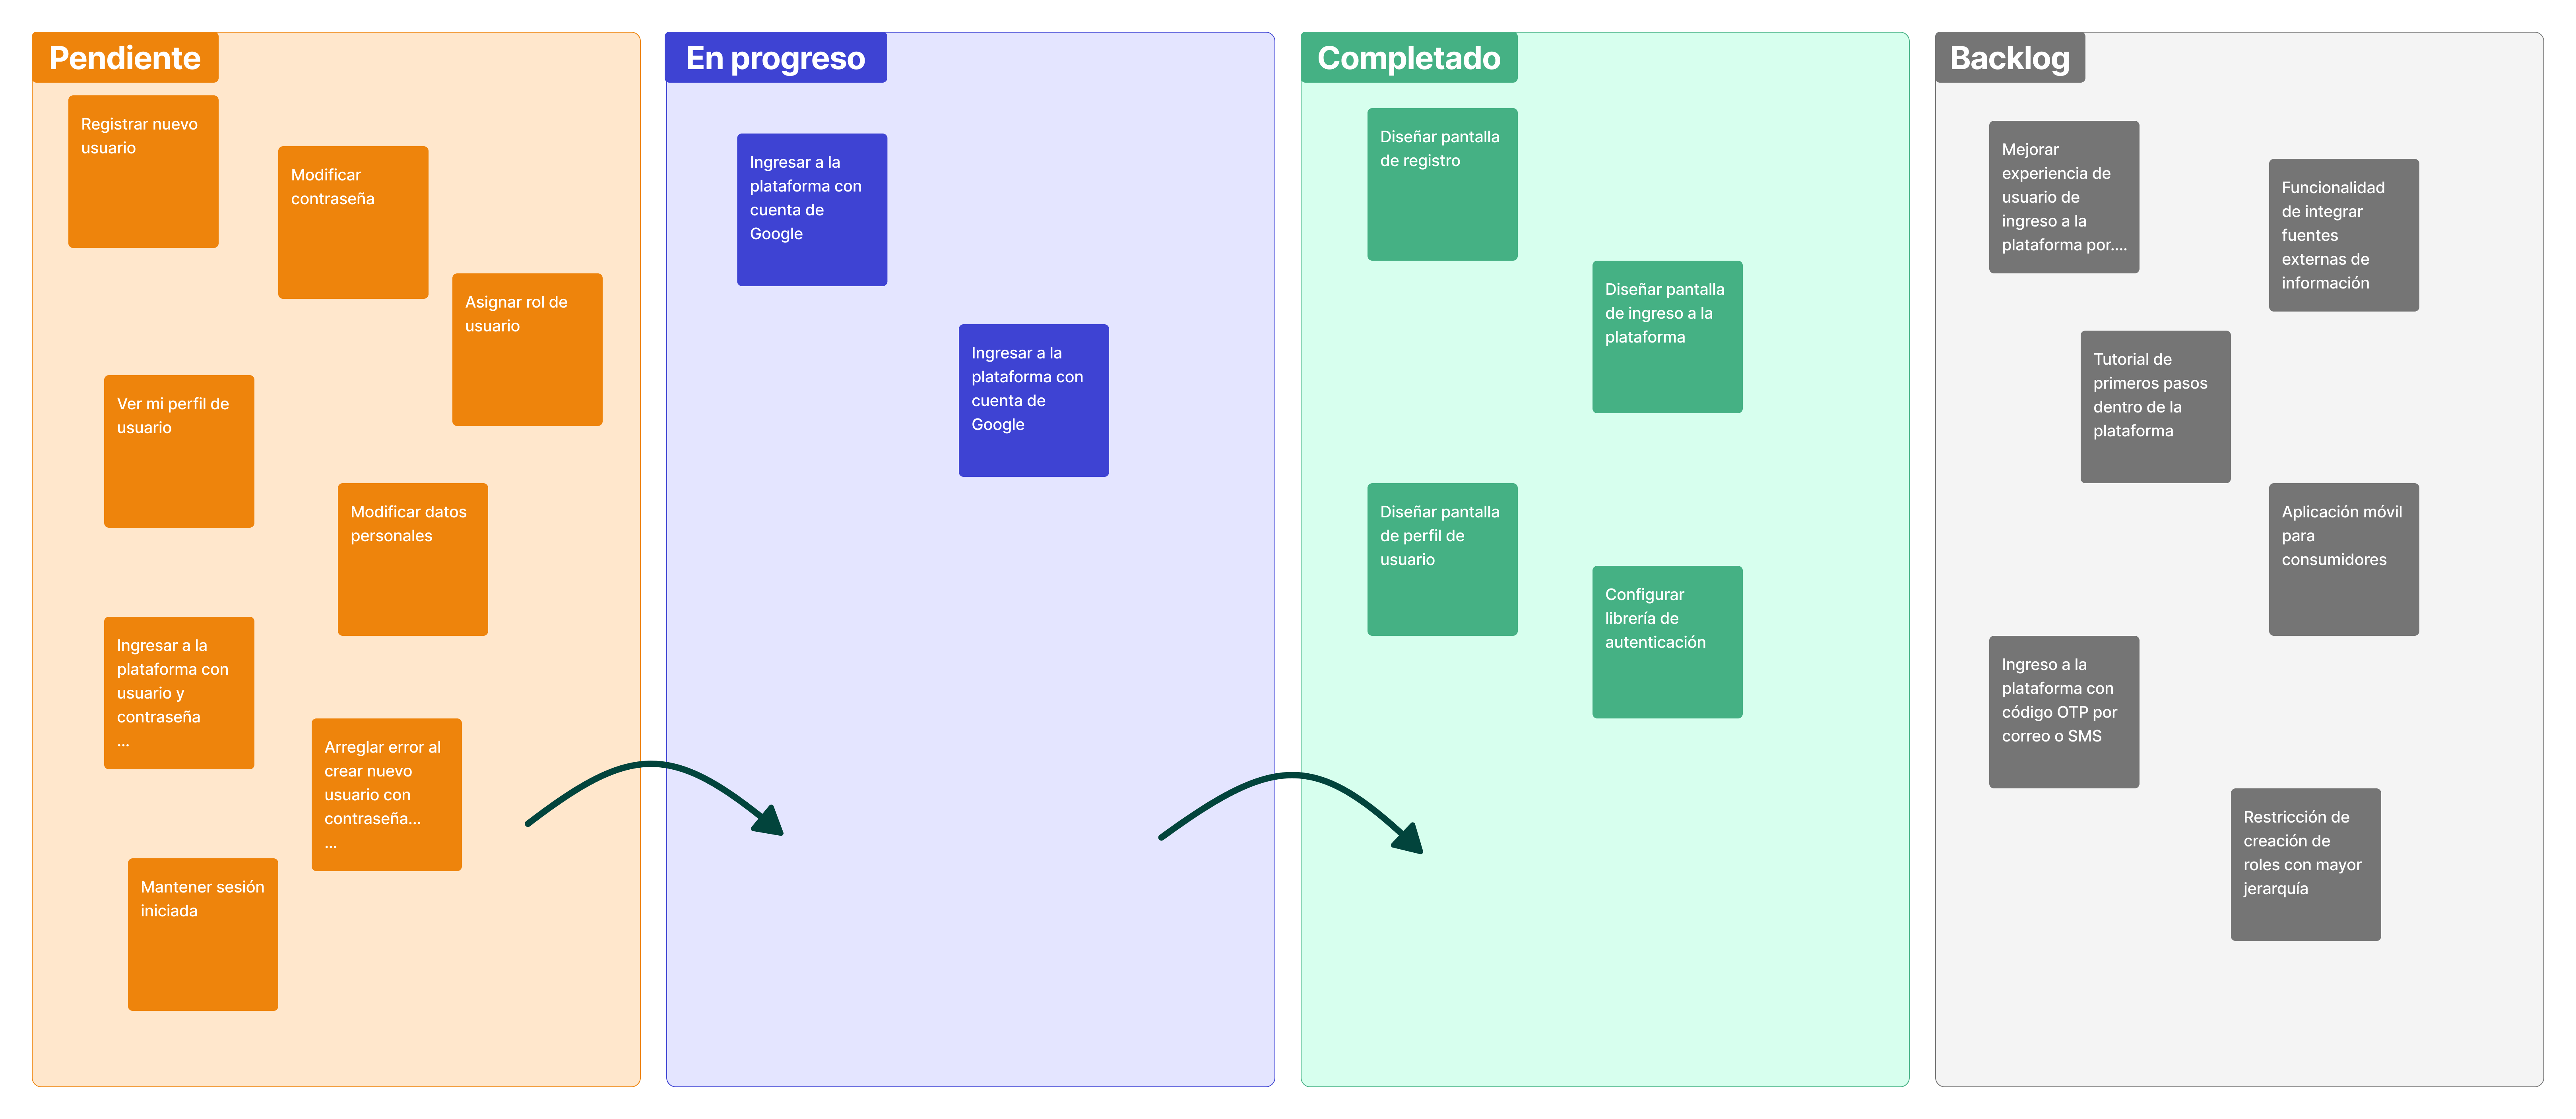 Pendiente
Registrar nuevo
usuario
Modificar
contraseña
Asignar rol de
usuario
Ver mi perfil de
usuario
Modificar datos
personales
Ingresar a la
plataforma con
usuario y
contraseña
...
Arreglar error al
crear nuevo
usuario con
contraseña...
...
Mantener sesión
iniciada
En progreso
Ingresar a la
plataforma con
cuenta de
Google
Ingresar a la
plataforma con
cuenta de
Google
Completado
Diseñar pantalla
de registro
Diseñar pantalla
de ingreso a la
plataforma
Diseñar pantalla
de perfil de
usuario
Configurar
librería de
autenticación
Backlog
Mejorar
experiencia de
usuario de
ingreso a la
plataforma por....
Funcionalidad
de integrar
fuentes
externas de
información
Tutorial de
primeros pasos
dentro de la
plataforma
Aplicación móvil
para
consumidores
Ingreso a la
plataforma con
código OTP por
correo o SMS
Restricción de
creación de
roles con mayor
jerarquía